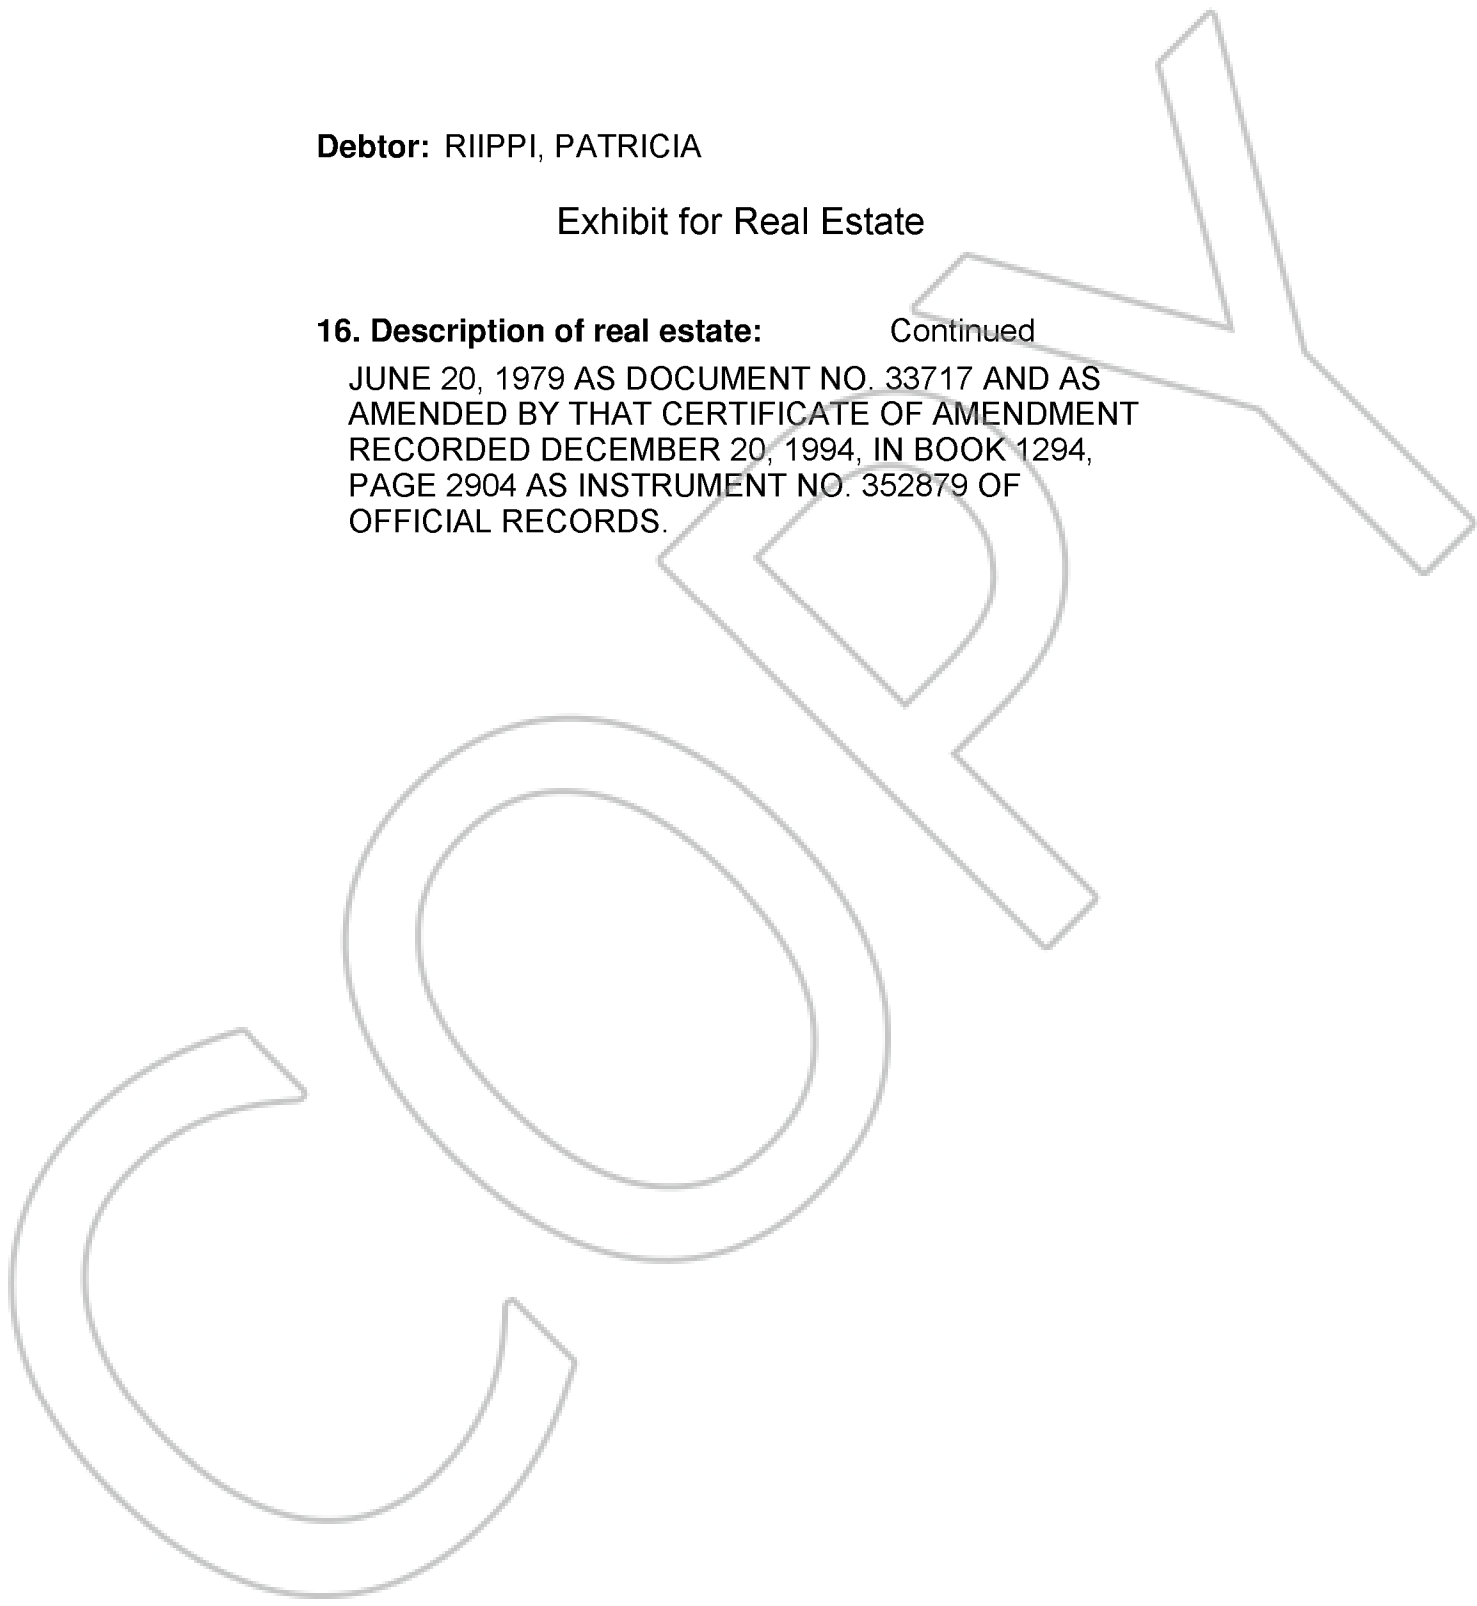 Debtor: RIIPPI, PATRICIA
Exhibit for Real Estate
16. Description of real estate: Continued
JUNE 20, 1979 AS DOCUMENT NO. 33717 AND AS
AMENDED BY THAT CERTIFICATE OF AMENDMENT
RECORDED DECEMBER 20, 1994, IN BOOK 1294,
PAGE 2904 AS INSTRUMENT NO. 352879 OF
OFFICIAL RECORDS.
COPY